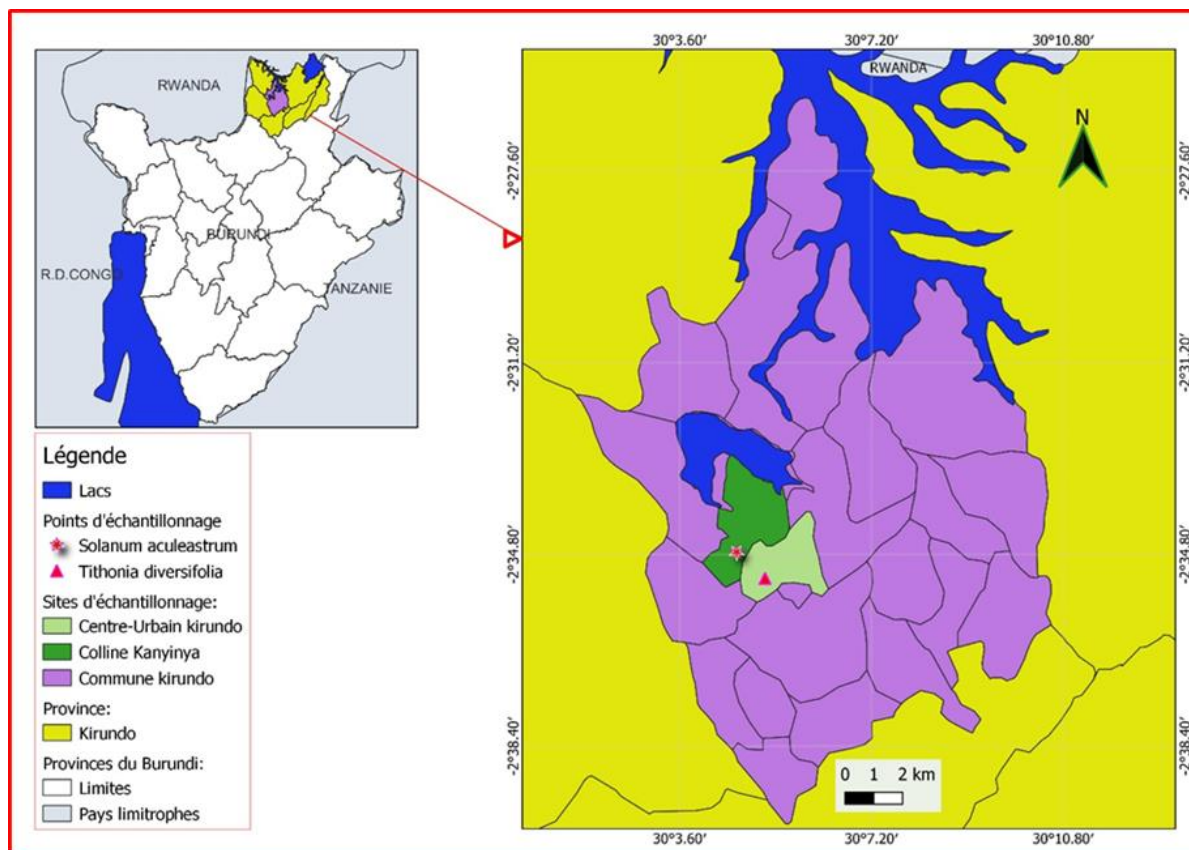 RWANDA
BURUNDI
R.D.CONGO
TANZANIE
Légende
Lacs
Points d'échantillonnage
Solanum aculeastrum
Tithonia diversifolia
Sites d'échantillonnage:
Centre-Urbain kirundo
Colline Kanyinya
Commune kirundo
Province:
Kirundo
Provinces du Burundi:
Limites
Pays limitrophes
30°3.60′ 30°7.20′ 30°10.80′
RWANDA
N
-2°27.60′ -2°27.60′
-2°31.20′ -2°31.20′
-2°34.80′ -2°34.80′
-2°38.40′ -2°38.40′
0 1 2 km
30°3.60′ 30°7.20′ 30°10.80′